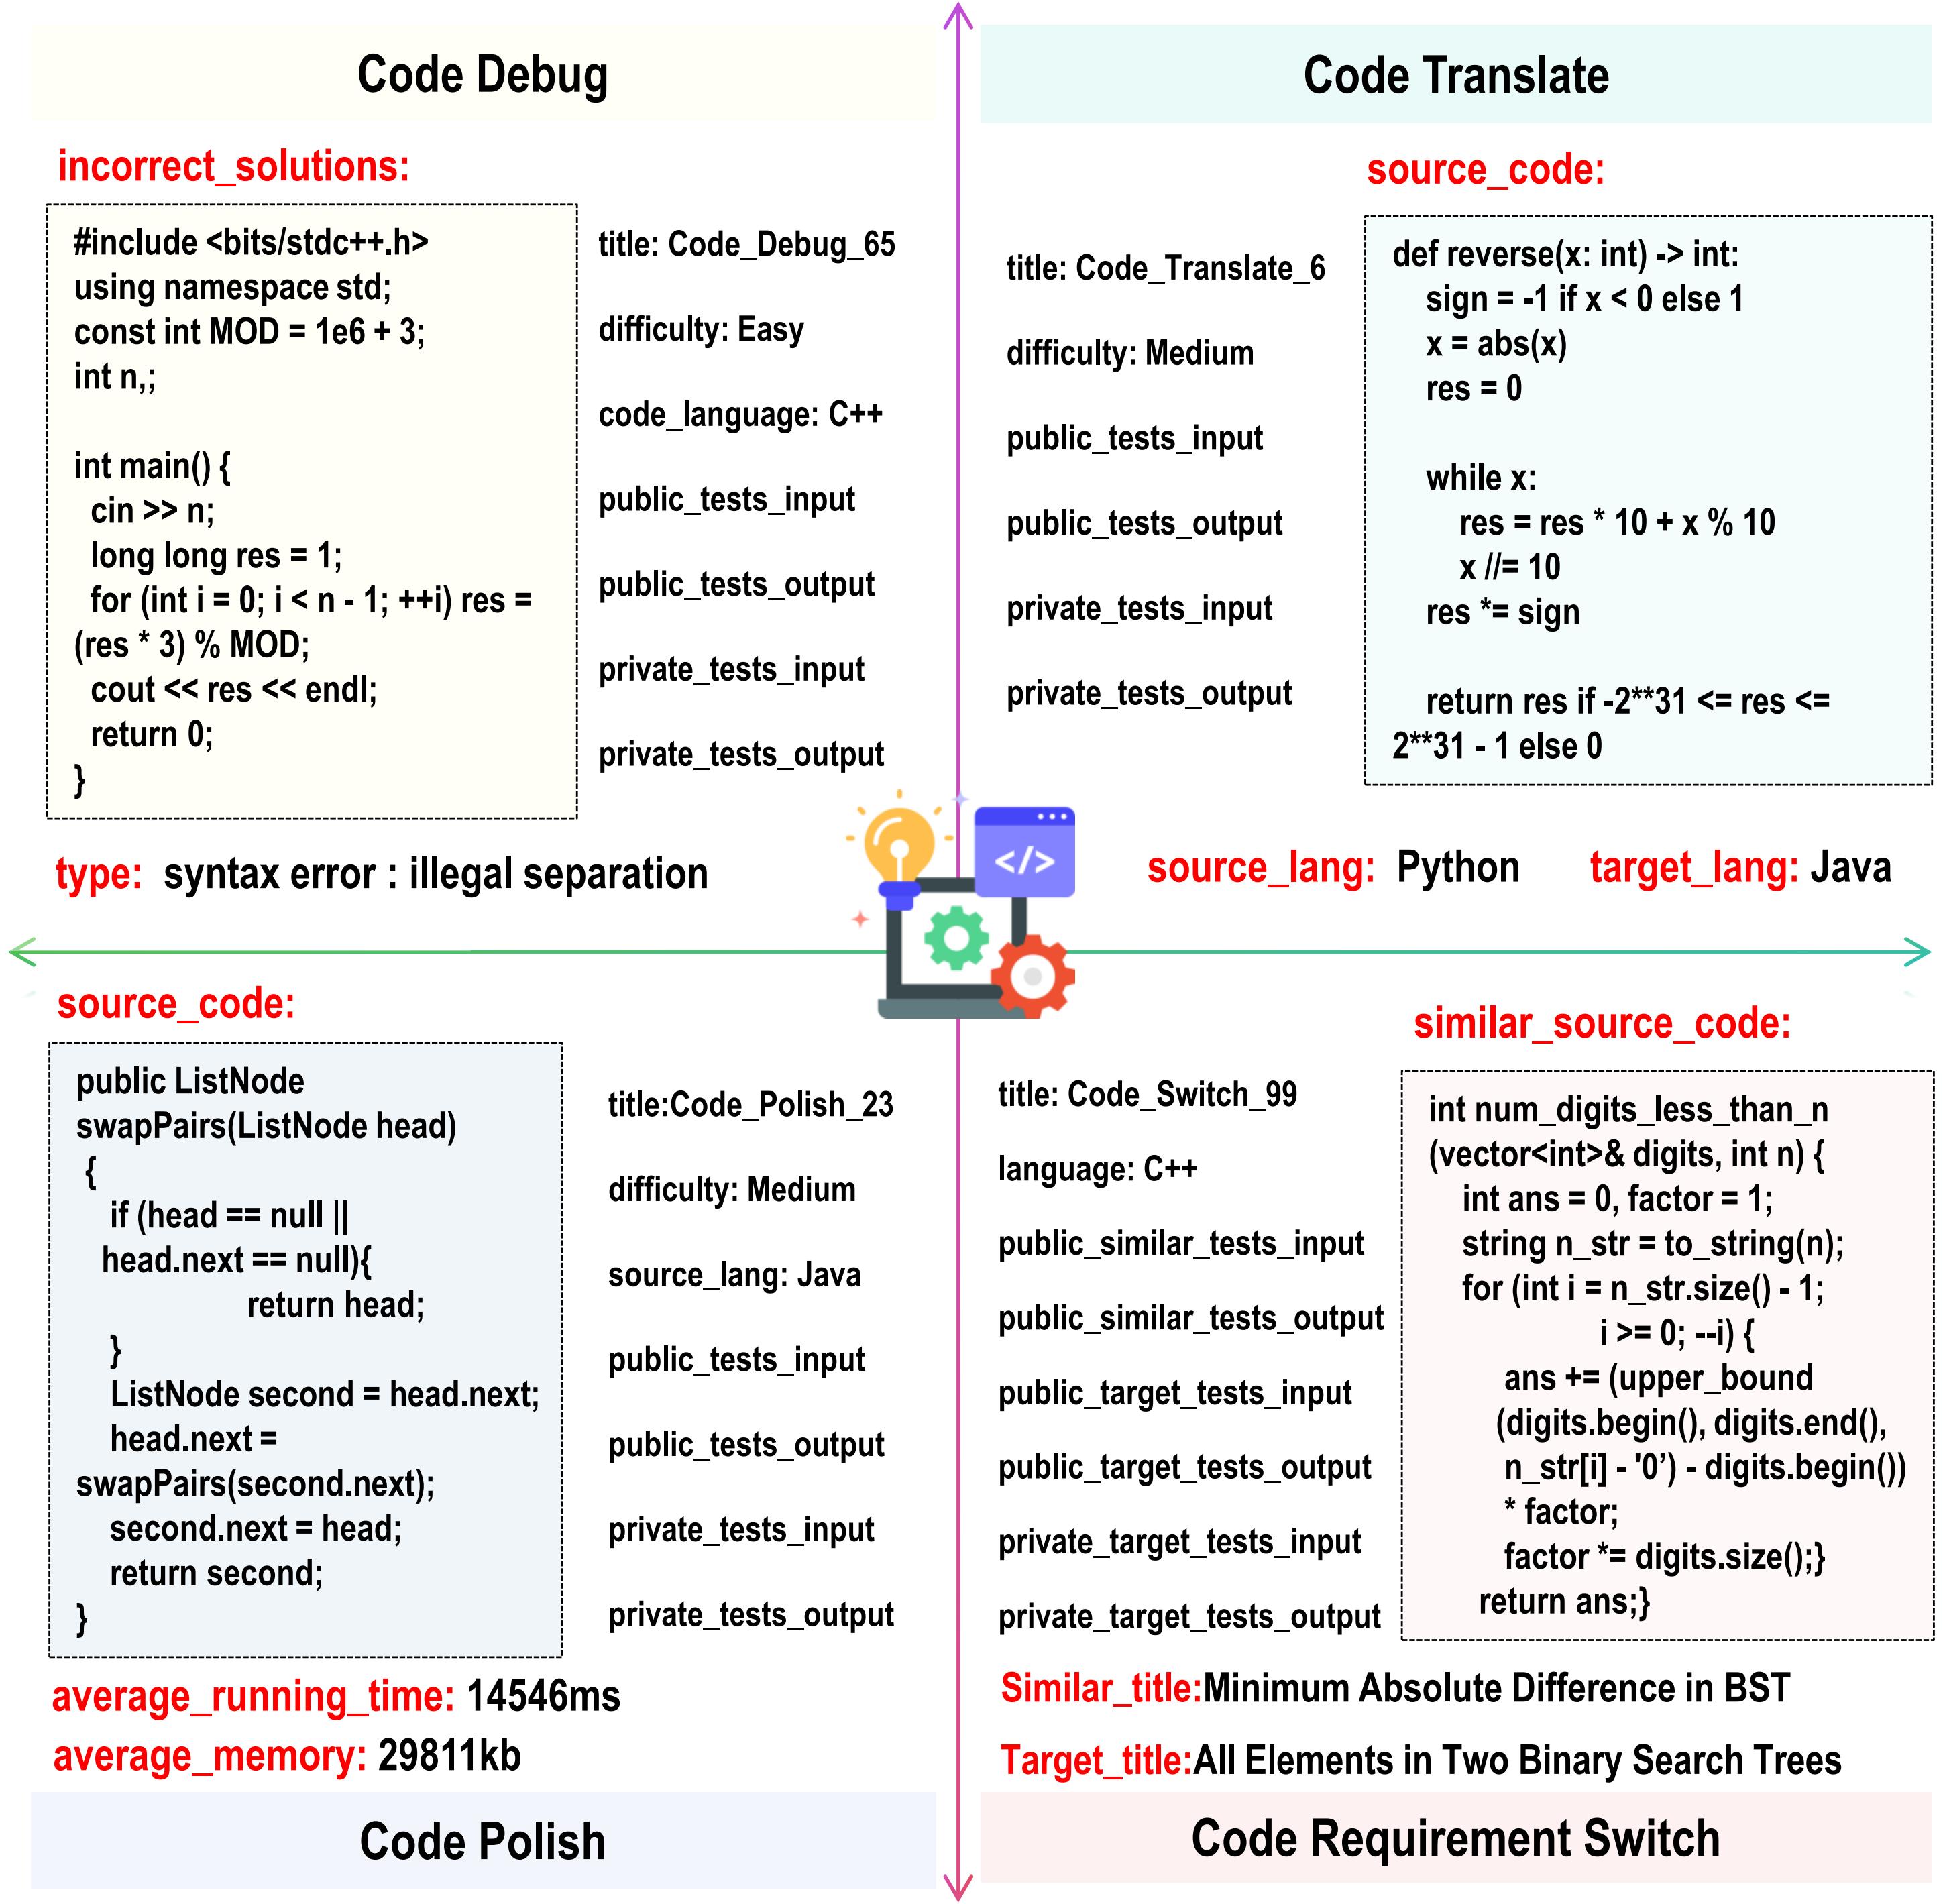 Code Debug
incorrect_solutions:
#include <bits/stdc++.h>
using namespace std;
const int MOD = 1e6 + 3;
int n,;
int main() {
cin >> n;
long long res = 1;
for (int i = 0; i < n - 1; ++i) res =
(res * 3) % MOD;
cout << res << endl;
return 0;
}
title: Code_Debug_65
difficulty: Easy
code_language: C++
public_tests_input
public_tests_output
private_tests_input
private_tests_output
type: syntax error : illegal separation
Code Translate
title: Code_Translate_6
difficulty: Medium
public_tests_input
public_tests_output
private_tests_input
private_tests_output
source_code:
def reverse(x: int) -> int:
sign = -1 if x < 0 else 1
x = abs(x)
res = 0
while x:
res = res * 10 + x % 10
x //= 10
res *= sign
return res if -2**31 <= res <=
2**31 - 1 else 0
</>
source_lang: Python target_lang: Java
source_code:
public ListNode
swapPairs(ListNode head)
{
if (head == null ||
head.next == null){
return head;
}
ListNode second = head.next;
head.next =
swapPairs(second.next);
second.next = head;
return second;
}
title:Code_Polish_23
difficulty: Medium
source_lang: Java
public_tests_input
public_tests_output
private_tests_input
private_tests_output
average_running_time: 14546ms
average_memory: 29811kb
Code Polish
title: Code_Switch_99
language: C++
public_similar_tests_input
public_similar_tests_output
public_target_tests_input
public_target_tests_output
private_target_tests_input
private_target_tests_output
similar_source_code:
int num_digits_less_than_n
(vector<int>& digits, int n) {
int ans = 0, factor = 1;
string n_str = to_string(n);
for (int i = n_str.size() - 1;
i >= 0; --i) {
ans += (upper_bound
(digits.begin(), digits.end(),
n_str[i] - '0’) - digits.begin())
* factor;
factor *= digits.size();}
return ans;}
Similar_title:Minimum Absolute Difference in BST
Target_title:All Elements in Two Binary Search Trees
Code Requirement Switch